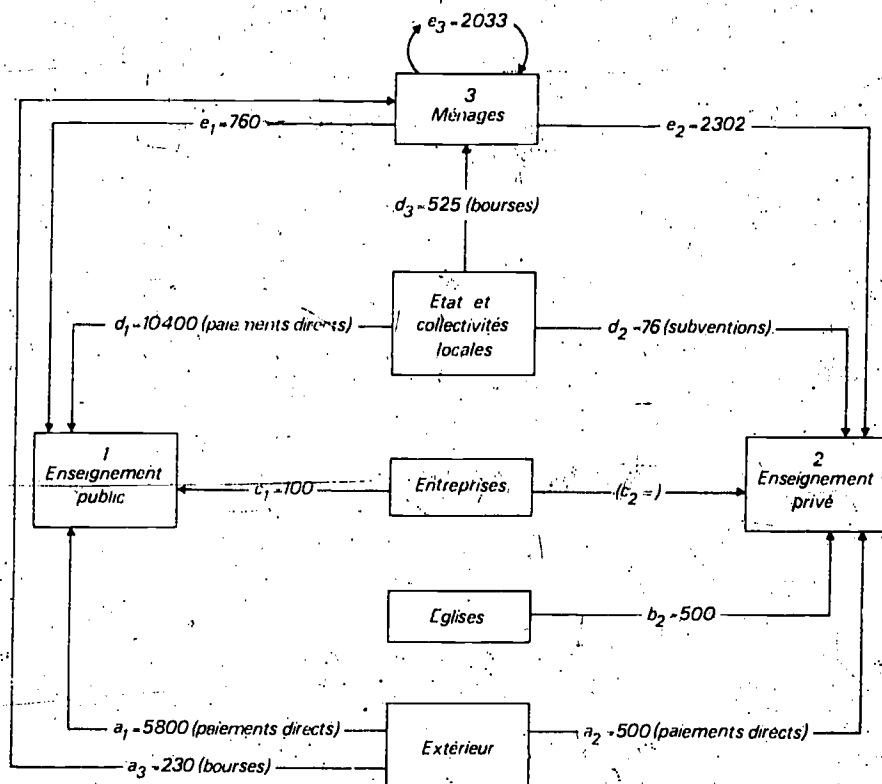 e3=2033
3
Ménages
e1=760
e2=2302
d3=525 (bourses)
Etat et
collectivités
locales
d1=10400 (paiements directs)
d2=76 (subventions)
1
Enseignement
public
c1=100
Entreprises
(c2=)
2
Enseignement
privé
Eglises
b2=500
a1=5800 (paiements directs)
Extérieur
a2=500 (paiements directs)
a3=230 (bourses)